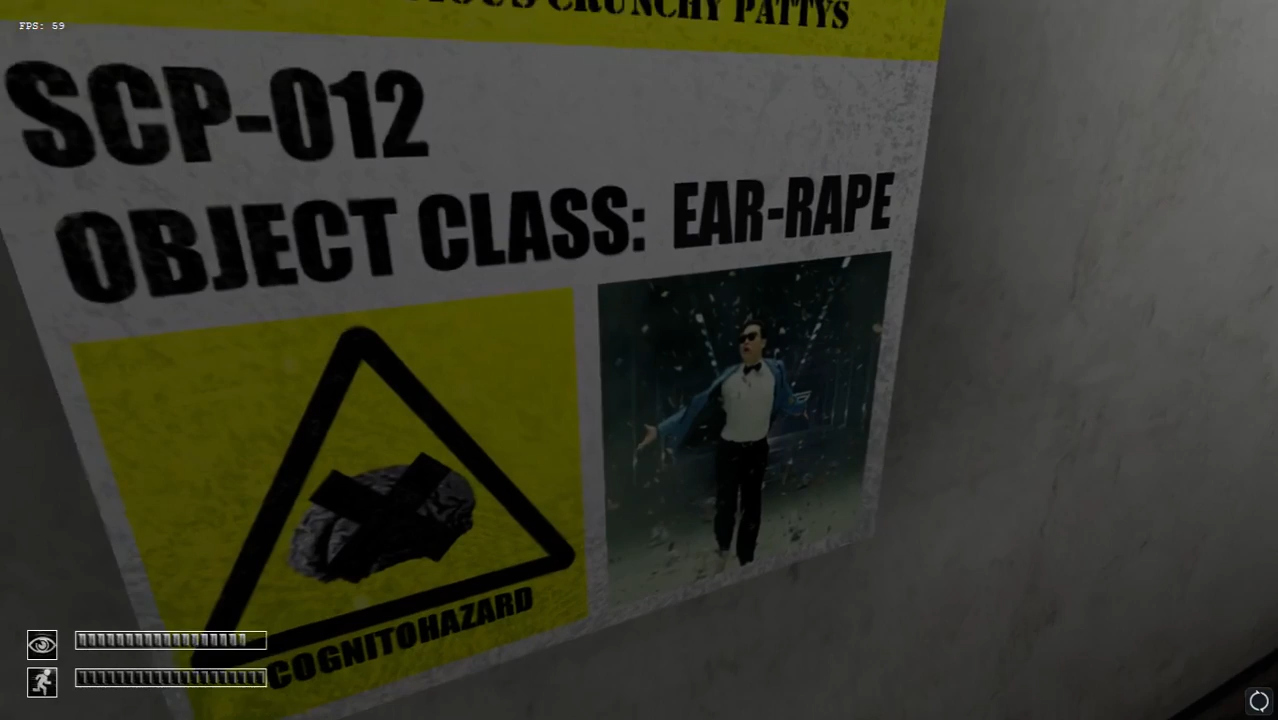 FPS: 59
CRUNCHY PATTYS
SCP-012
OBJECT CLASS: EAR-RAPE
COGNITOHAZARD